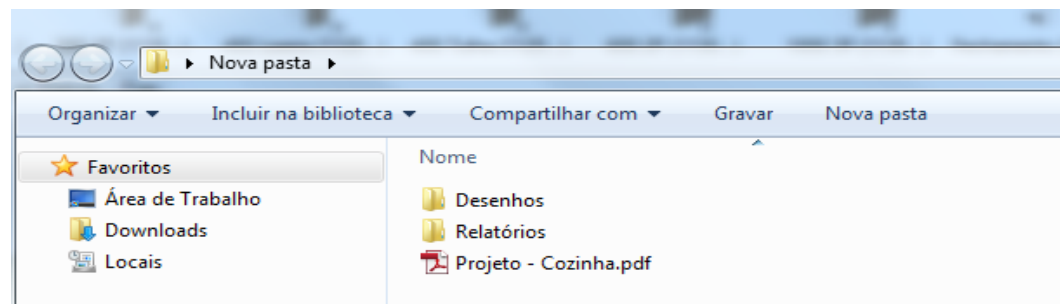 Nova pasta
Organizar Incluir na biblioteca Compartilhar com Gravar Nova pasta
Favoritos
Área de Trabalho
Downloads
Locais
Nome
Desenhos
Relatórios
Projeto - Cozinha.pdf